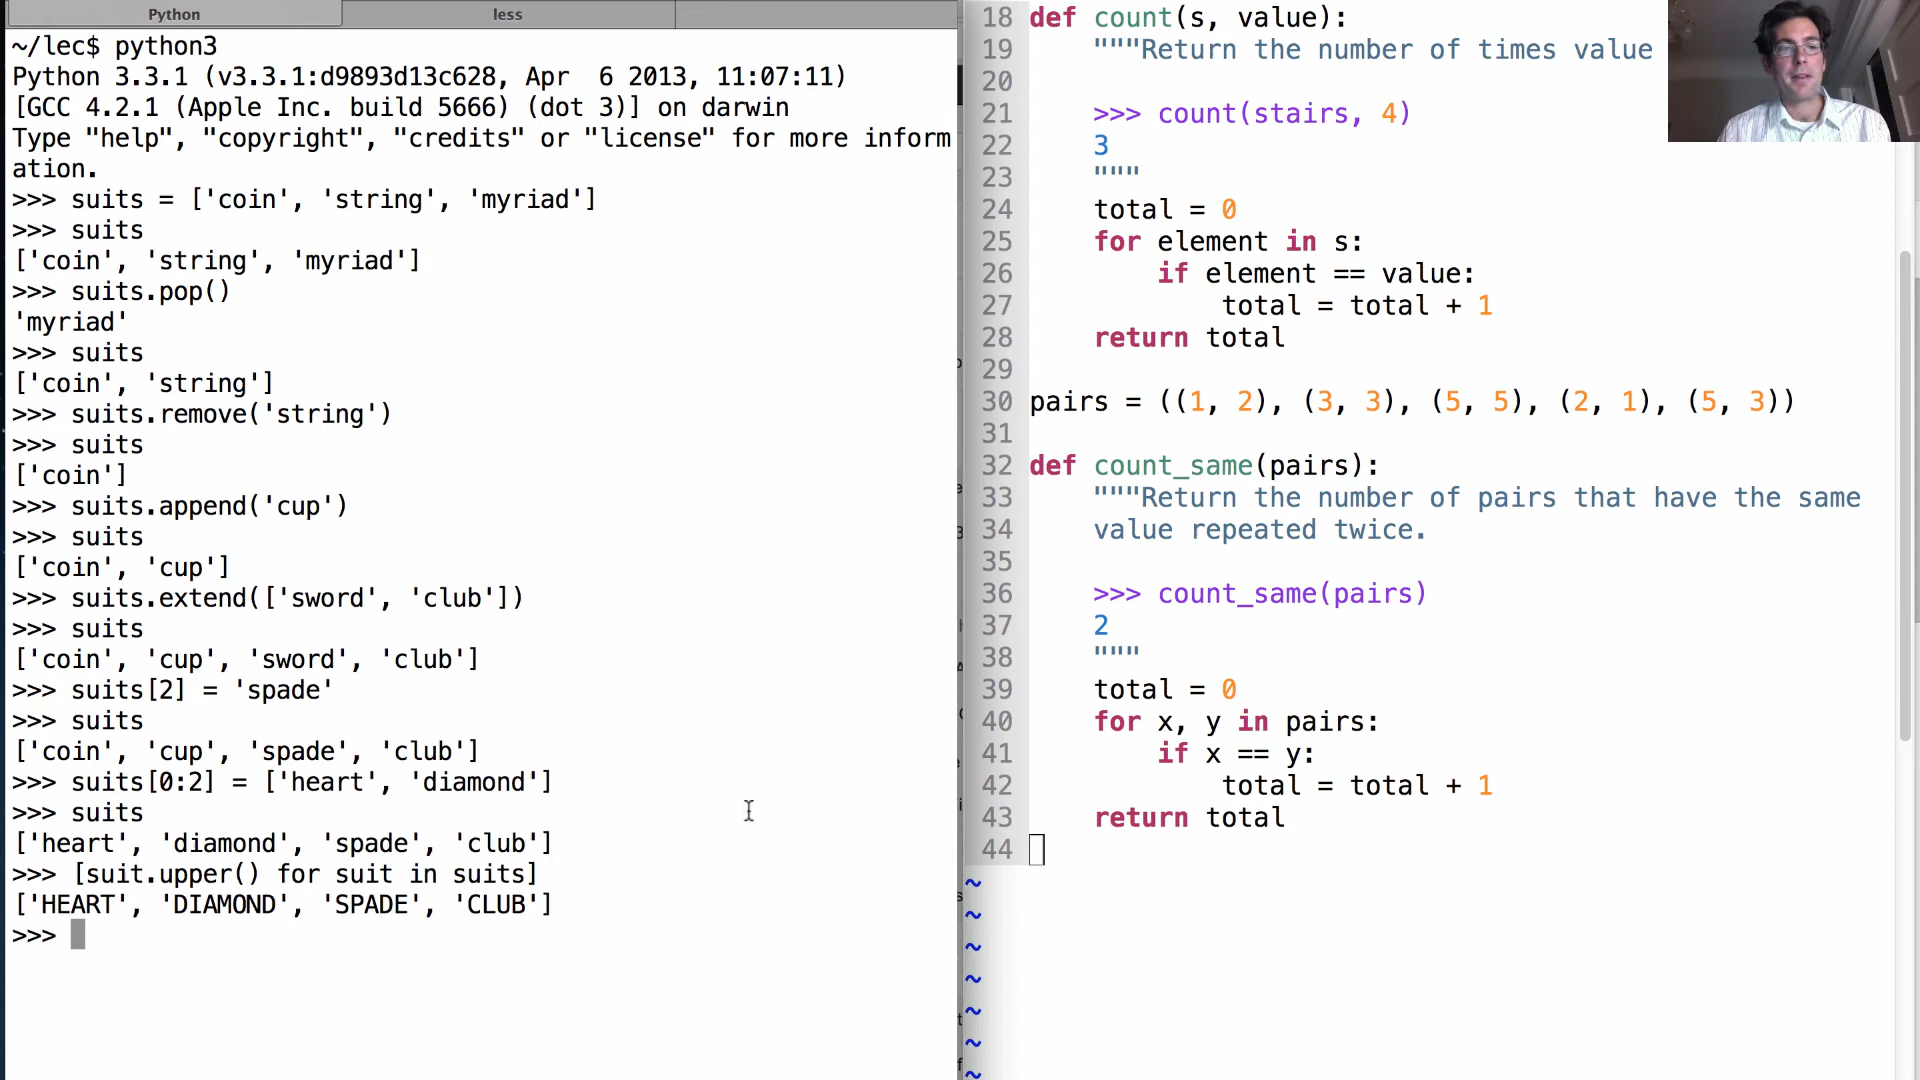 Python
less
~/lec$ python3
Python 3.3.1 (v3.3.1:d9893d13c628, Apr  6 2013, 11:07:11)
[GCC 4.2.1 (Apple Inc. build 5666) (dot 3)] on darwin
Type "help", "copyright", "credits" or "license" for more inform
ation.
>>> suits = ['coin', 'string', 'myriad']
>>> suits
['coin', 'string', 'myriad']
>>> suits.pop()
'myriad'
>>> suits
['coin', 'string']
>>> suits.remove('string')
>>> suits
['coin']
>>> suits.append('cup')
>>> suits
['coin', 'cup']
>>> suits.extend(['sword', 'club'])
>>> suits
['coin', 'cup', 'sword', 'club']
>>> suits[2] = 'spade'
>>> suits
['coin', 'cup', 'spade', 'club']
>>> suits[0:2] = ['heart', 'diamond']
>>> suits
['heart', 'diamond', 'spade', 'club']
>>> [suit.upper() for suit in suits]
['HEART', 'DIAMOND', 'SPADE', 'CLUB']
>>>
18 def count(s, value):
19     """Return the number of times value
20
21     >>> count(stairs, 4)
22     3
23     """
24     total = 0
25     for element in s:
26         if element == value:
27             total = total + 1
28     return total
29
30 pairs = ((1, 2), (3, 3), (5, 5), (2, 1), (5, 3))
31
32 def count_same(pairs):
33     """Return the number of pairs that have the same
34     value repeated twice.
35
36     >>> count_same(pairs)
37     2
38     """
39     total = 0
40     for x, y in pairs:
41         if x == y:
42             total = total + 1
43     return total
44
~
~
~
~
~
~
~